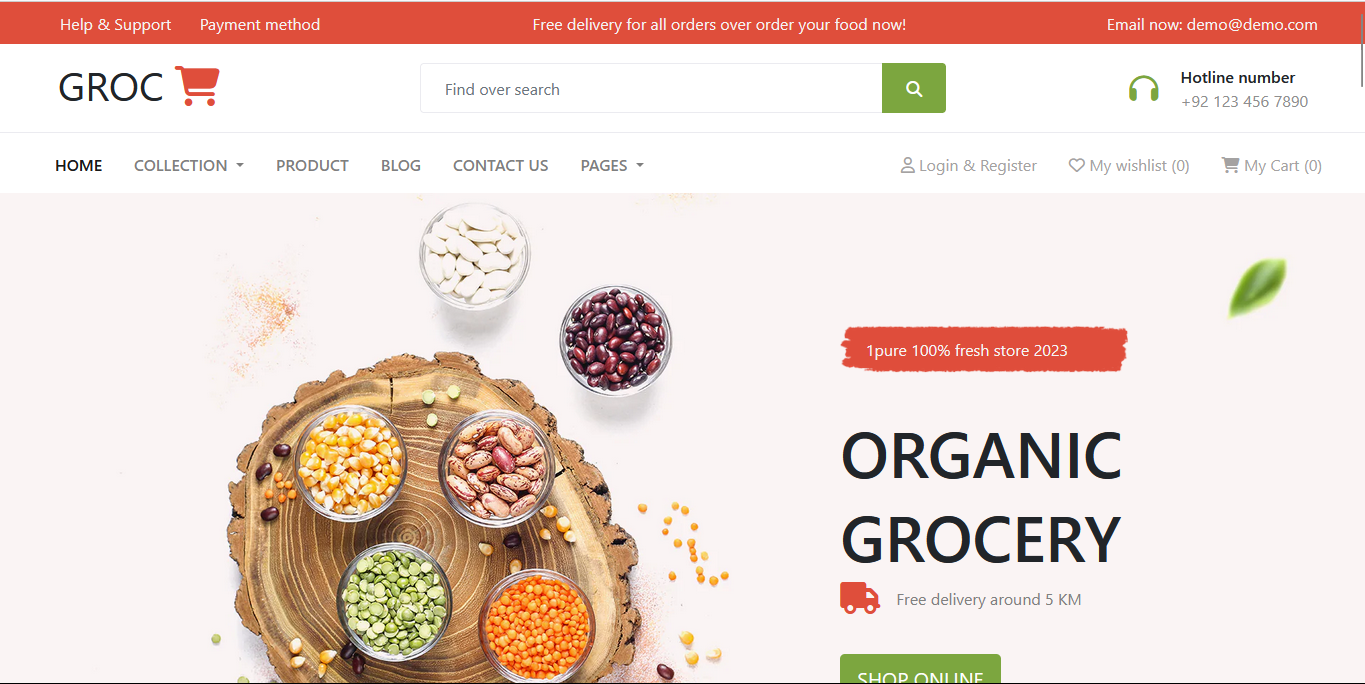 Help & Support Payment method Free delivery for all orders over order your food now! Email now: demo@demo.com
GROC
Find over search
Hotline number
+92 123 456 7890
HOME COLLECTION PRODUCT BLOG CONTACT US PAGES Login & Register My wishlist (0) My Cart (0)
1pure 100% fresh store 2023
ORGANIC
GROCERY
Free delivery around 5 KM
SHOP ONLINE